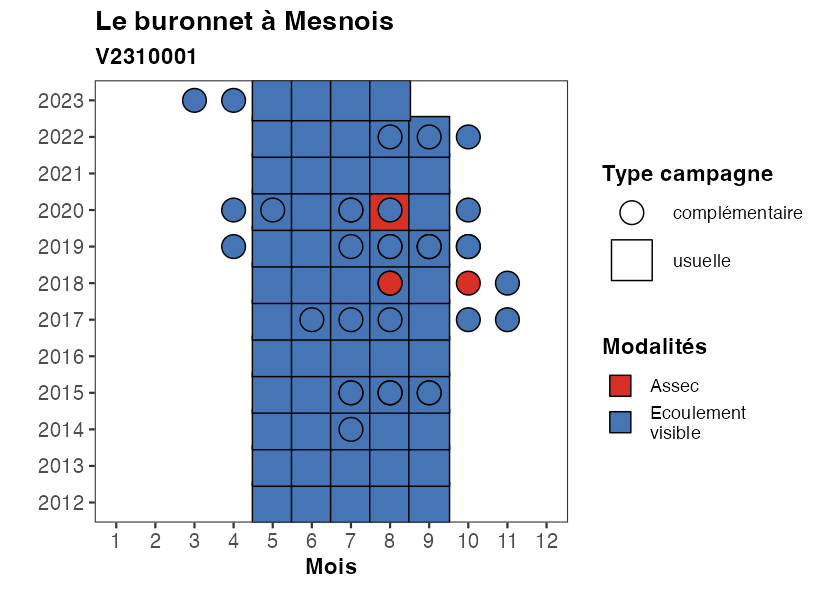 Le buronnet à Mesnois
V2310001
2023
2022
2021
2020
2019
2018
2017
2016
2015
2014
2013
2012
1 2 3 4 5 6 7 8 9 10 11 12
Mois
Type campagne
complémentaire
usuelle
Modalités
Assec
Ecoulement
visible